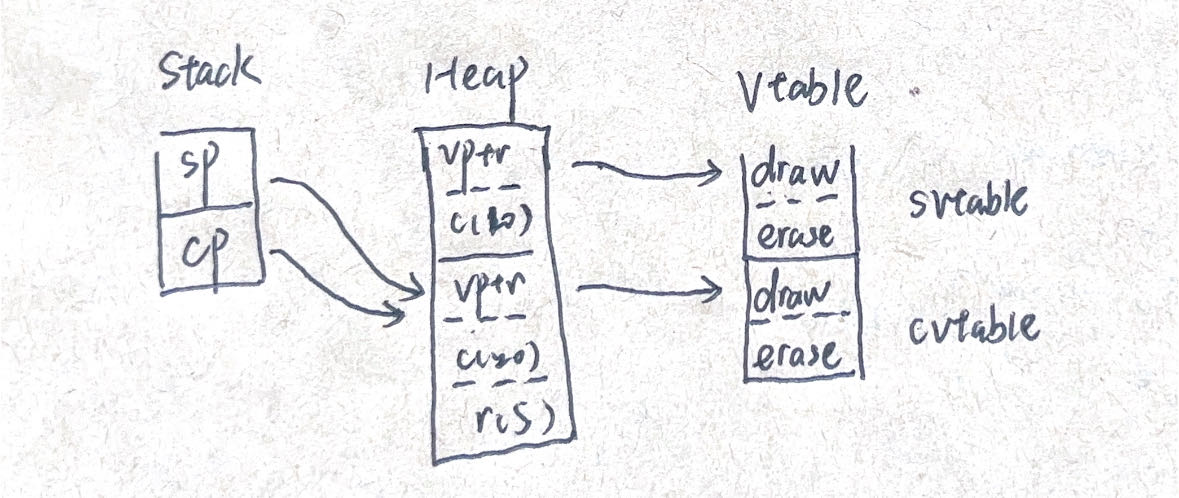 Stack
Heap
Vtable
sp
cp
vptr
c(10)
vptr
c(20)
r(5)
draw
erase
svtable
draw
erase
cvtable